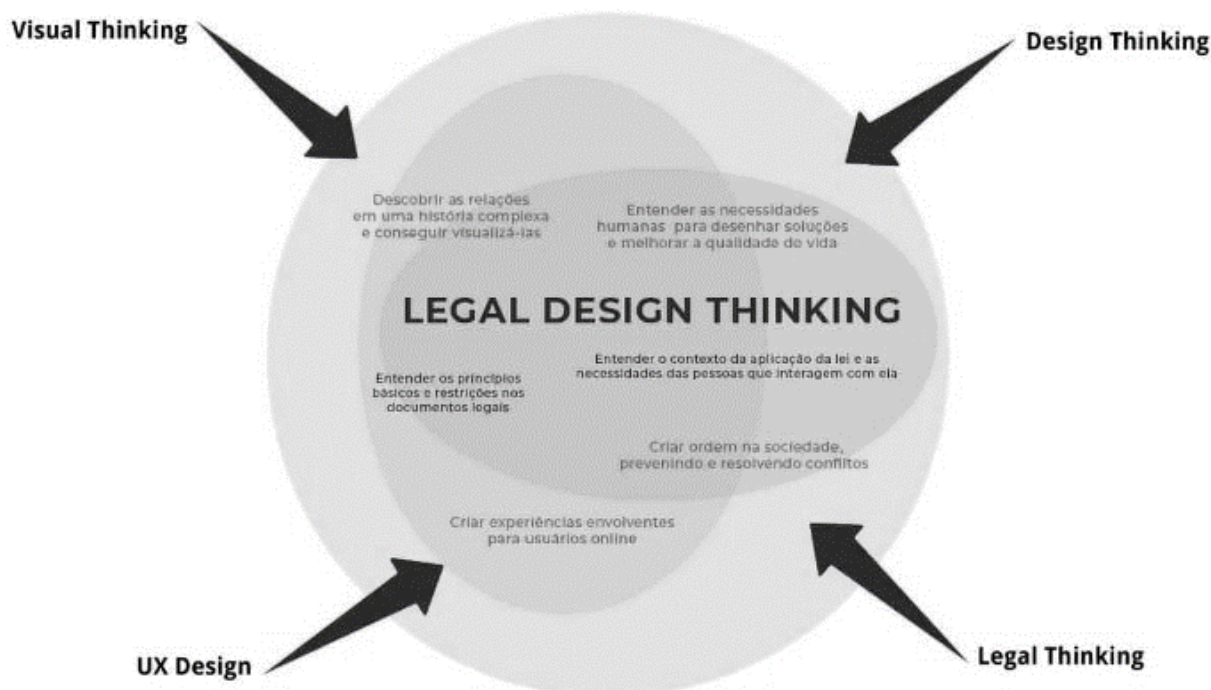 Visual Thinking
Design Thinking
Descobrir as relações
em uma história complexa
e conseguir visualizá-las
Entender as necessidades
humanas para desenhar soluções
e melhorar a qualidade de vida
LEGAL DESIGN THINKING
Entender o contexto da aplicação da lei e as
necessidades das pessoas que interagem com ela
Entender os princípios
básicos e restrições nos
documentos legais
Criar ordem na sociedade,
prevenindo e resolvendo conflitos
Criar experiências envolventes
para usuários online
UX Design
Legal Thinking